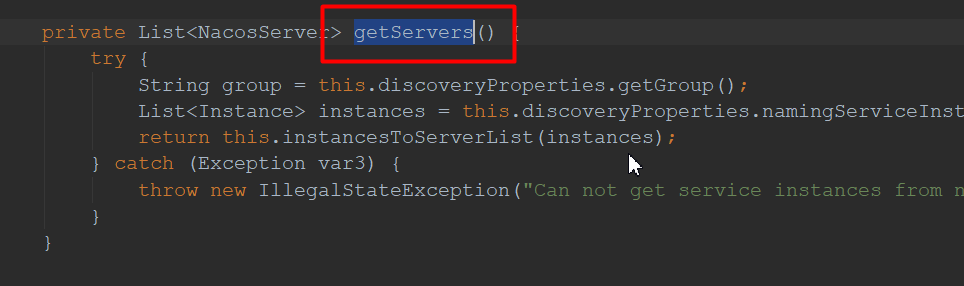 private List<NacosServer> getServers() {
try {
String group = this.discoveryProperties.getGroup();
List<Instance> instances = this.discoveryProperties.namingServiceInst
return this.instancesToServerList(instances);
} catch (Exception var3) {
throw new IllegalStateException("Can not get service instances from n
}
}